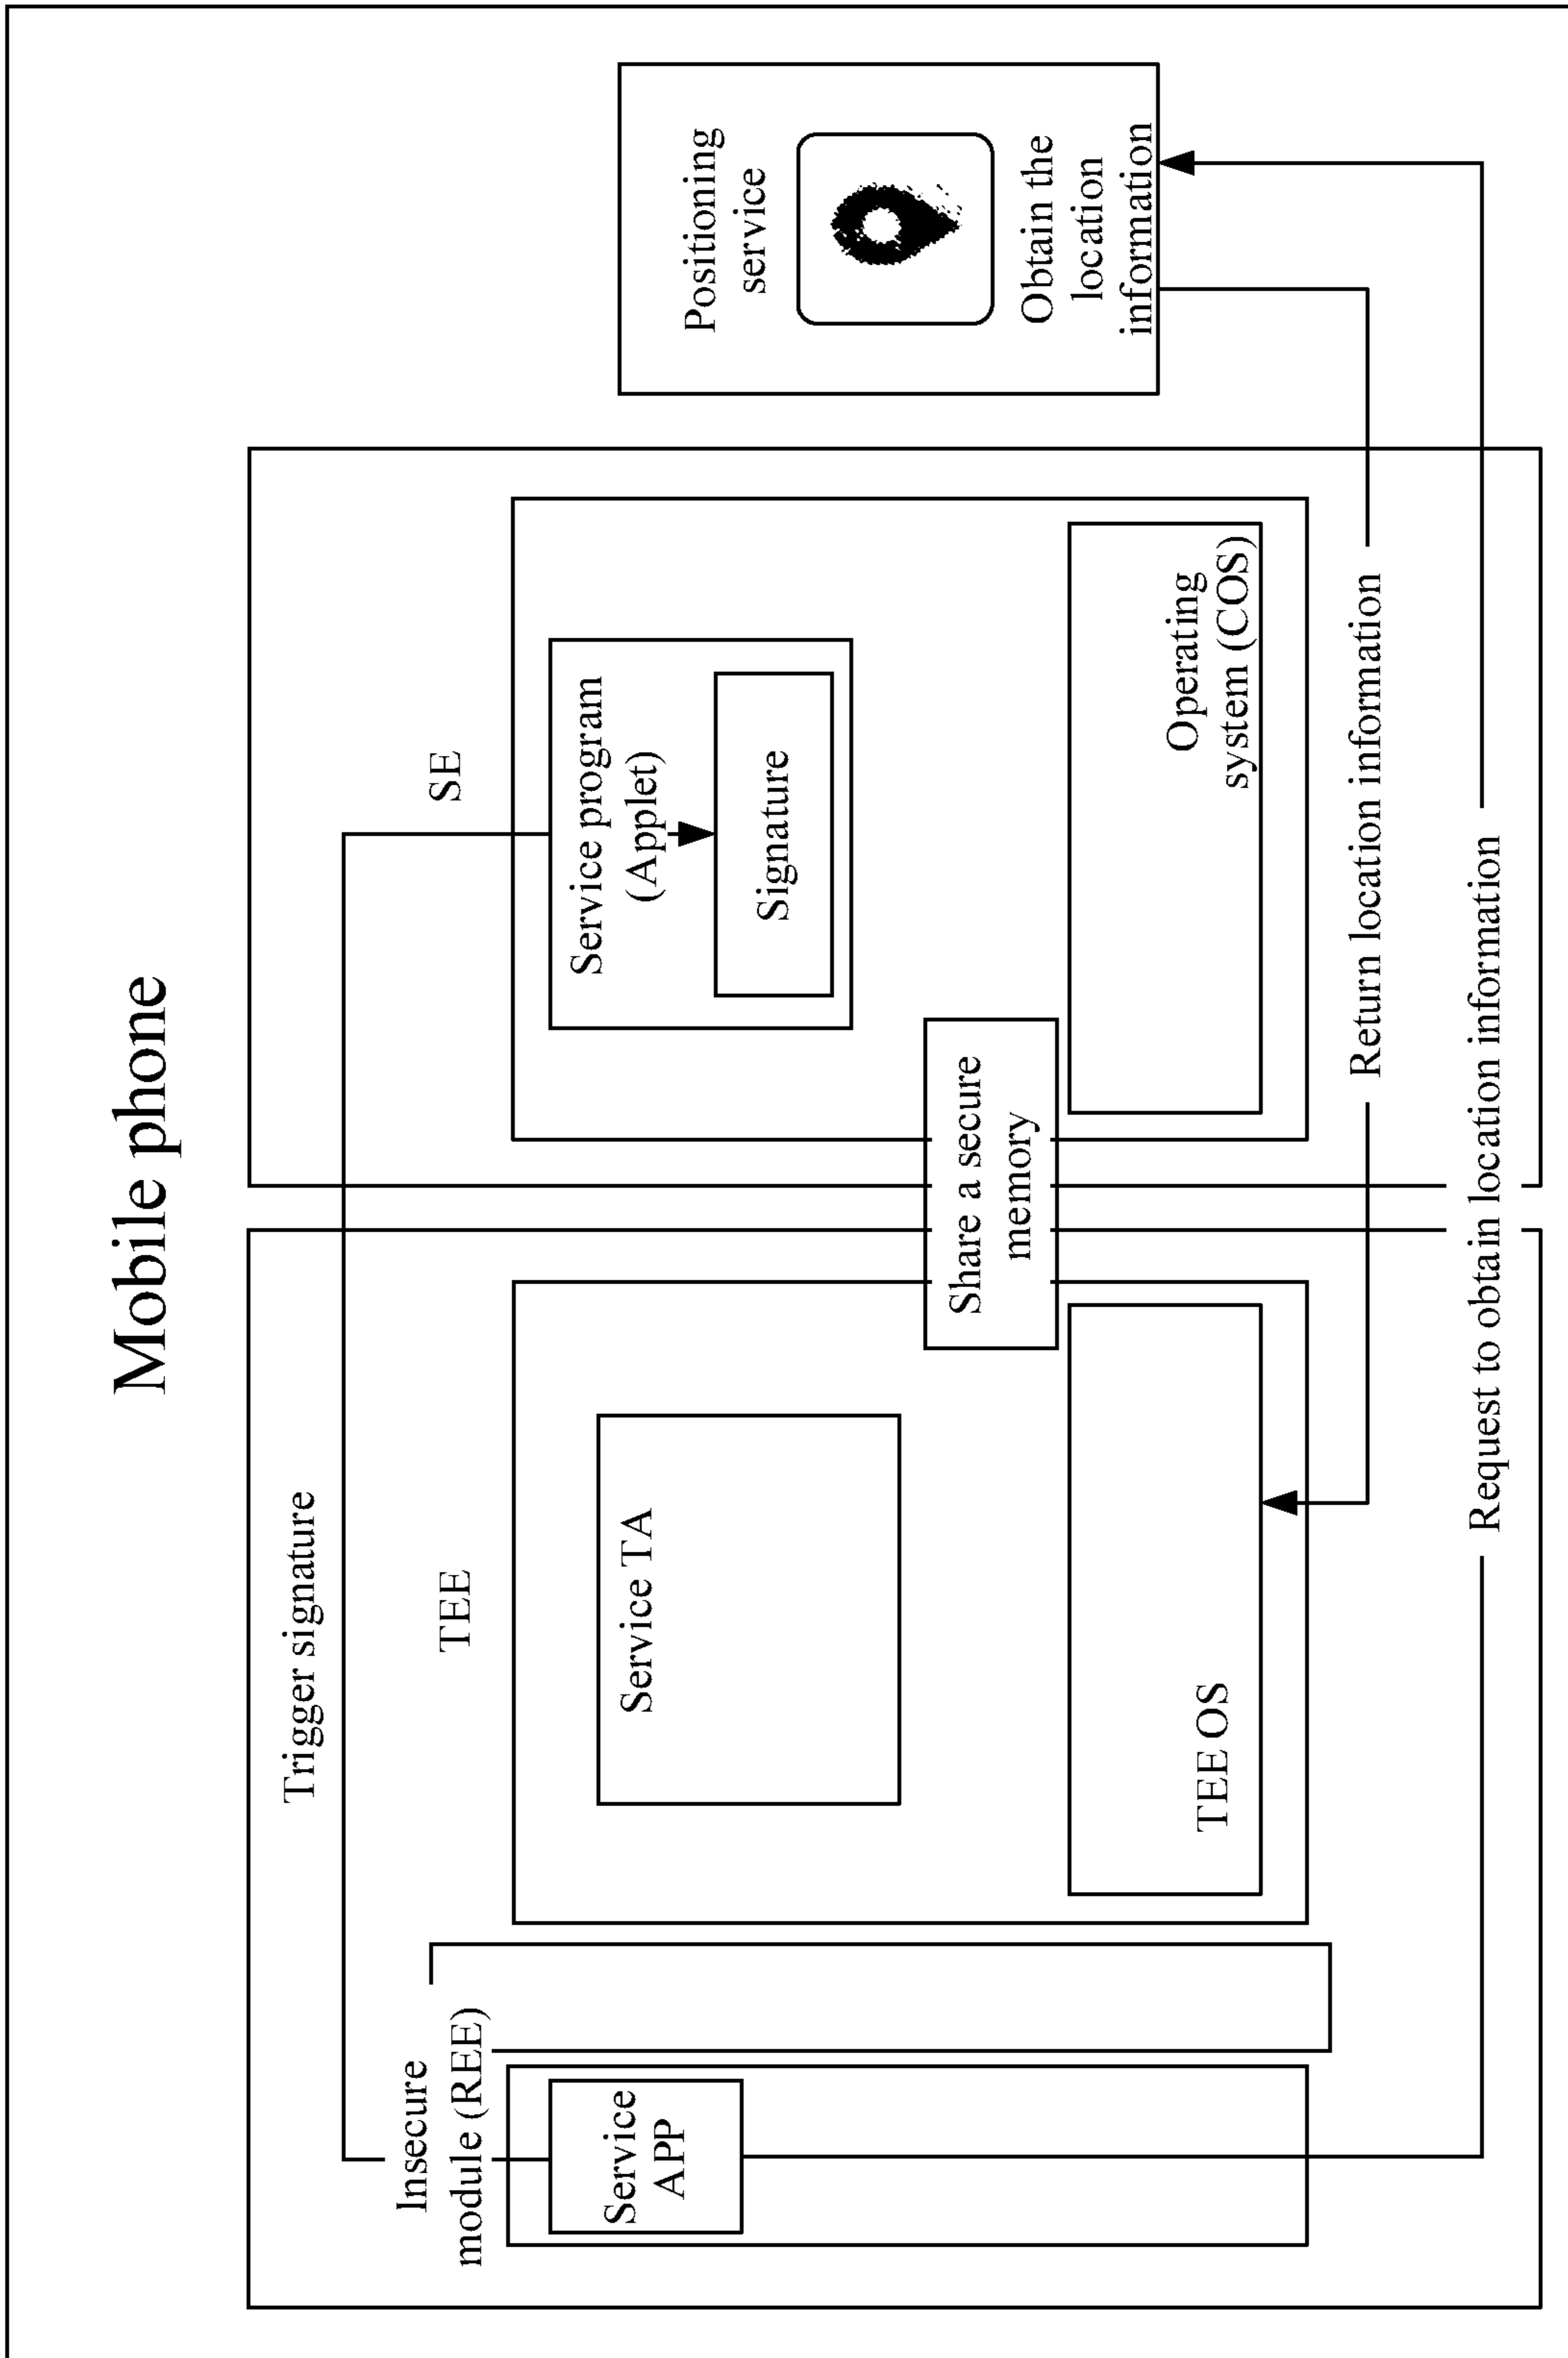 Mobile phone
Trigger signature
Insecure
module (REE)
Service
APP
TEE
Service TA
TEE OS
Share a secure
memory
SE
Service program
(Applet)
Signature
Operating
system (COS)
Positioning
service
Obtain the
location
information
Return location information
Request to obtain location information